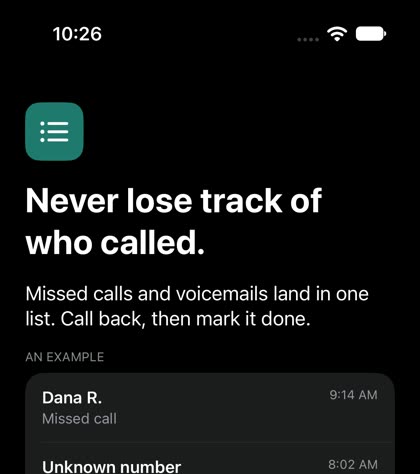 10:26
Never lose track of
who called.
Missed calls and voicemails land in one
list. Call back, then mark it done.
AN EXAMPLE
Dana R. 9:14 AM
Missed call
Unknown number 8:02 AM